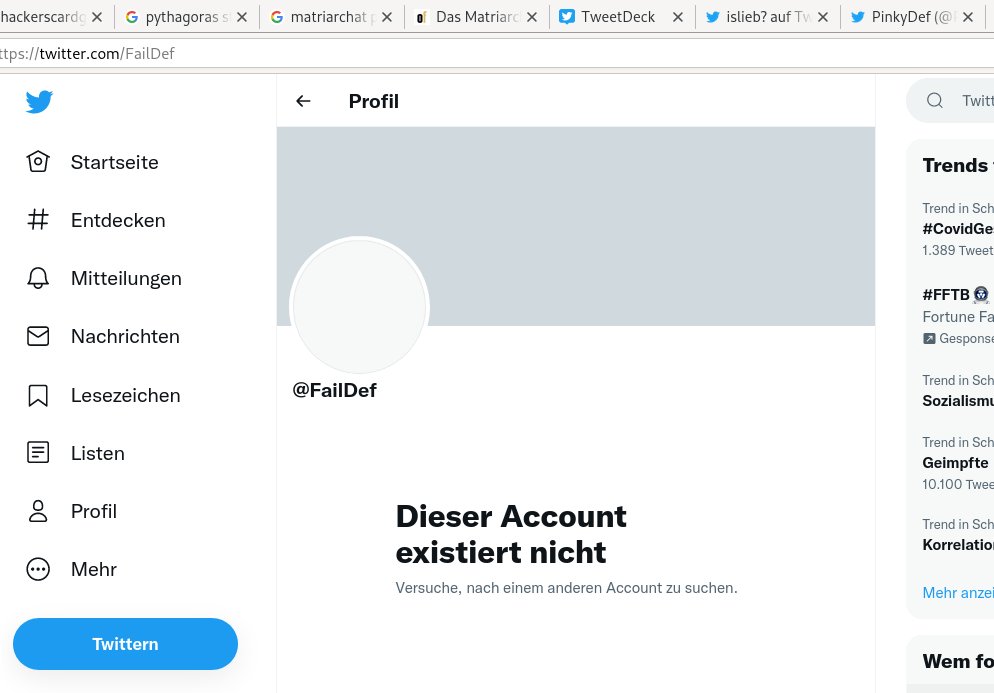 hackerscardg
pythagoras s
matriarchat p
Das Matriarc
TweetDeck
islieb? auf Tw
PinkyDef (@
ttps://twitter.com/FailDef
Profil
Twitt
Startseite
Entdecken
Mitteilungen
Nachrichten
Lesezeichen
Listen
Profil
Mehr
Twittern
@FailDef
Dieser Account
existiert nicht
Versuche, nach einem anderen Account zu suchen.
Trends
Trend in Sch
#CovidGe
1.389 Tweet
#FFTB
Fortune Fa
Gesponse
Trend in Sch
Sozialismu
Trend in Sch
Geimpfte
10.100 Twee
Trend in Sch
Korrelatio
Mehr anzei
Wem fo